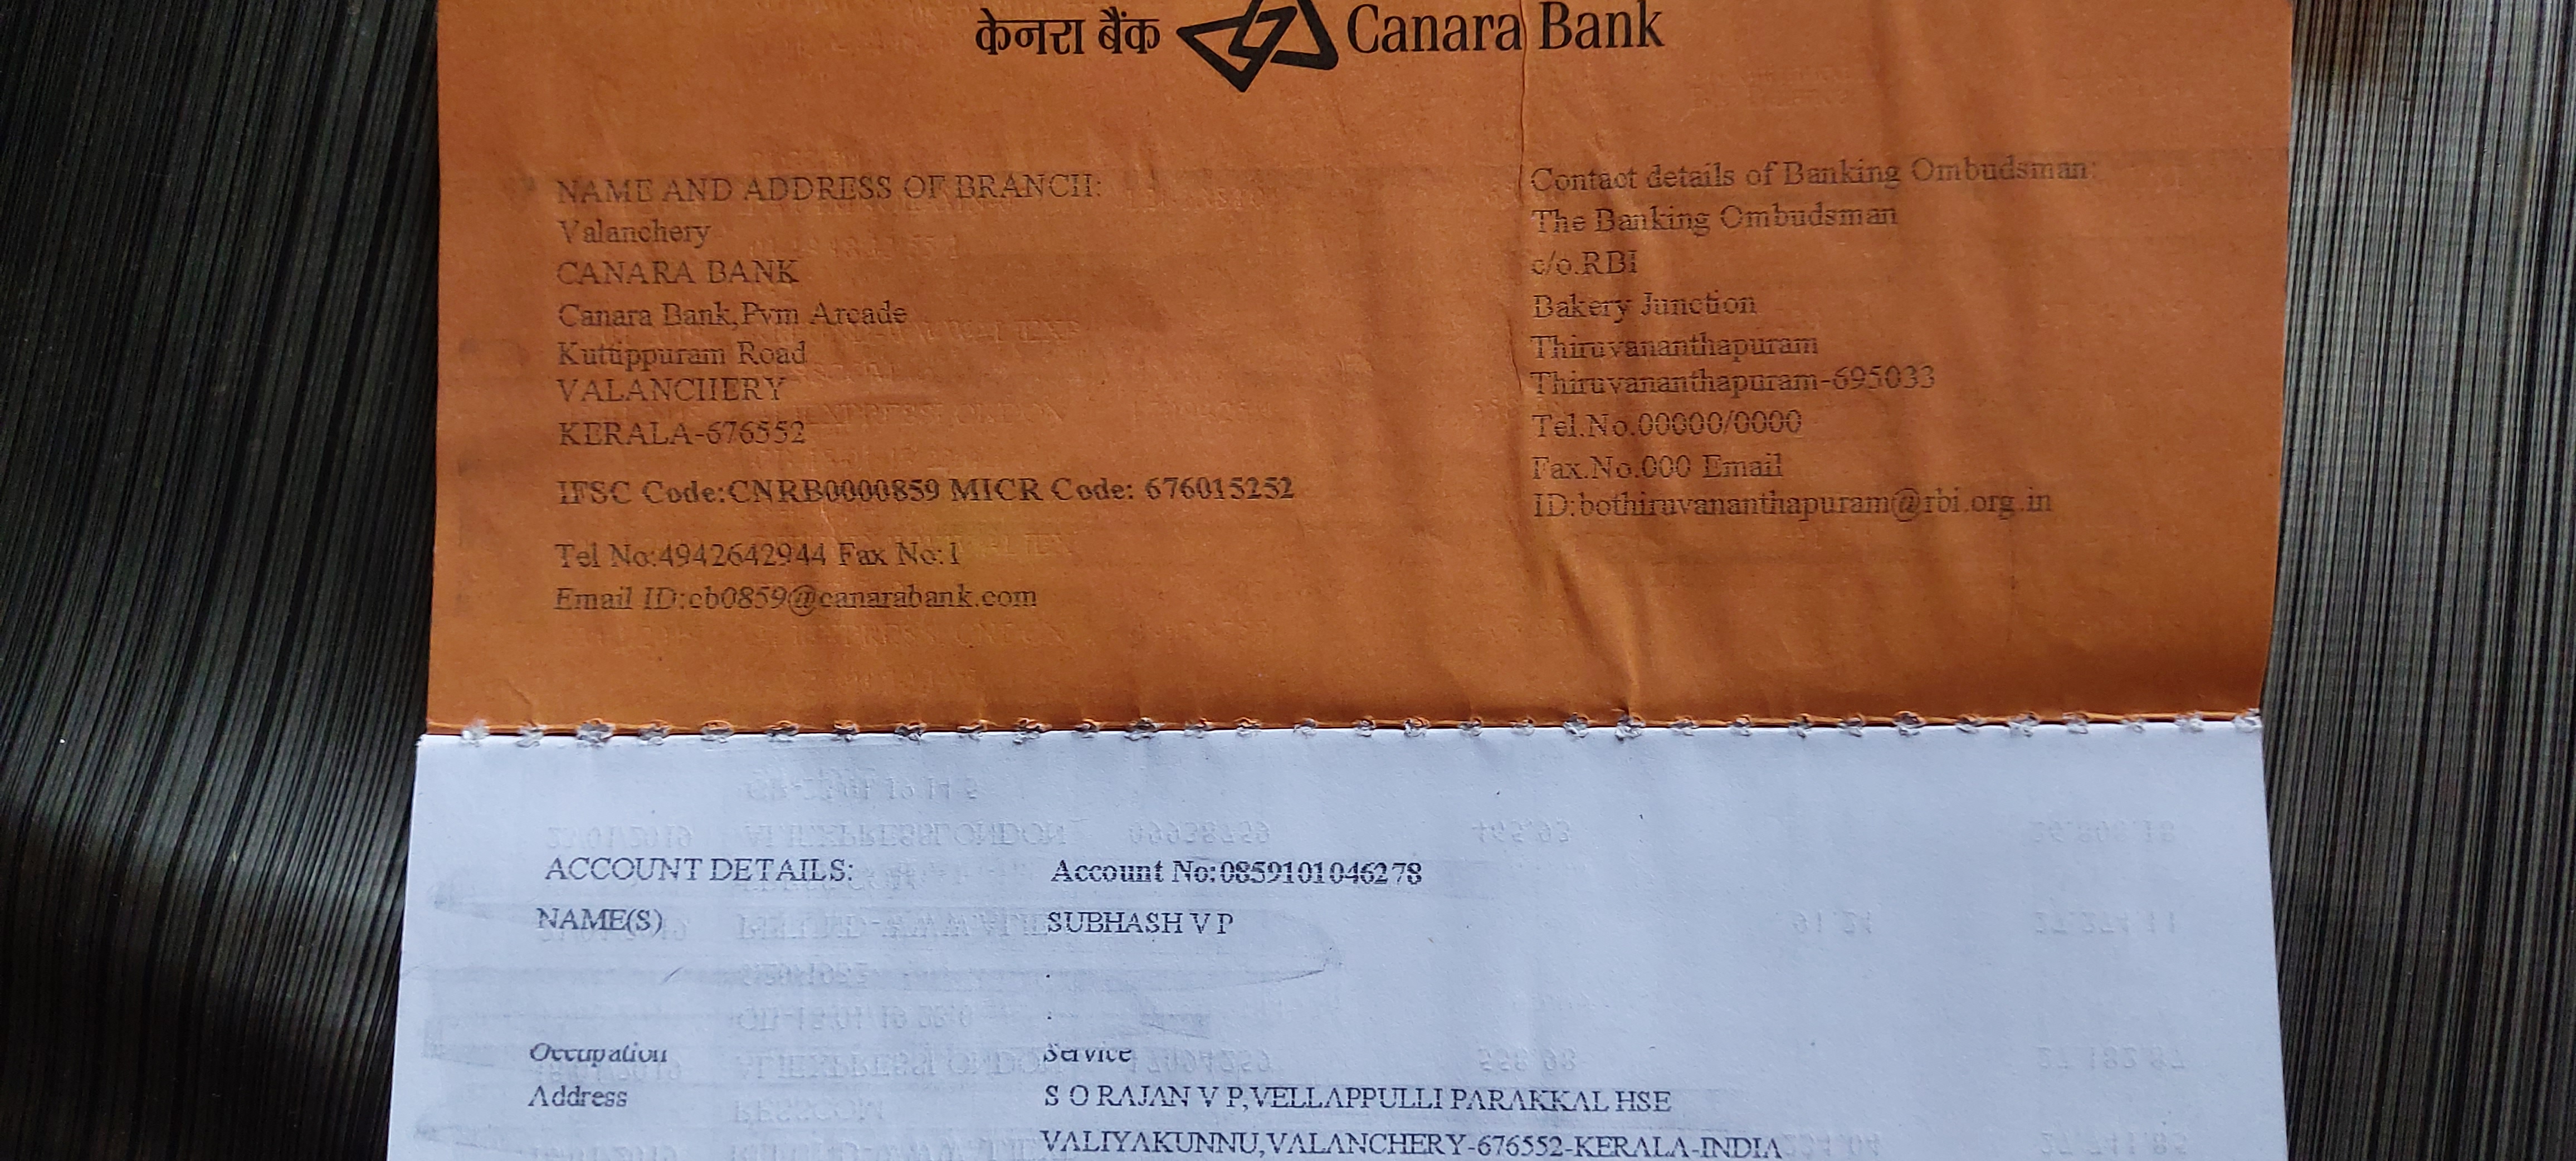 केनरा बैंक Canara Bank
NAME AND ADDRESS OF BRANCH:
Valanchery
CANARA BANK
Canara Bank,Pvm Arcade
Kuttippuram Road
VALANCHERY
KERALA-676552
IFSC Code:CNRB0000859 MICR Code: 676015252
Tel No:4942642944 Fax No:1
Email ID:cb0859@canarabank.com
Contact details of Banking Ombudsman:
The Banking Ombudsman
c/o.RBI
Bakery Junction
Thiruvananthapuram
Thiruvananthapuram-695033
Tel.No.00000/0000
Fax.No.000 Email
ID:bothiruvananthapuram@rbi.org.in
ACCOUNT DETAILS: Account No:0859101046278
NAME(S) SUBHASH V P
:
:
Occupation Service
Address S O RAJAN V P,VELLAPPULLI PARAKKAL HSE
VALIYAKUNNU,VALANCHERY-676552-KERALA-INDIA